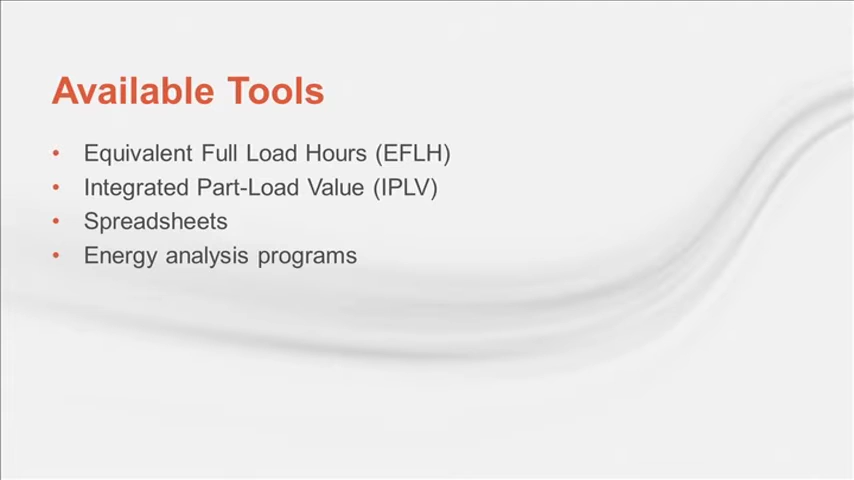 Available Tools
• Equivalent Full Load Hours (EFLH)
• Integrated Part-Load Value (IPLV)
• Spreadsheets
• Energy analysis programs